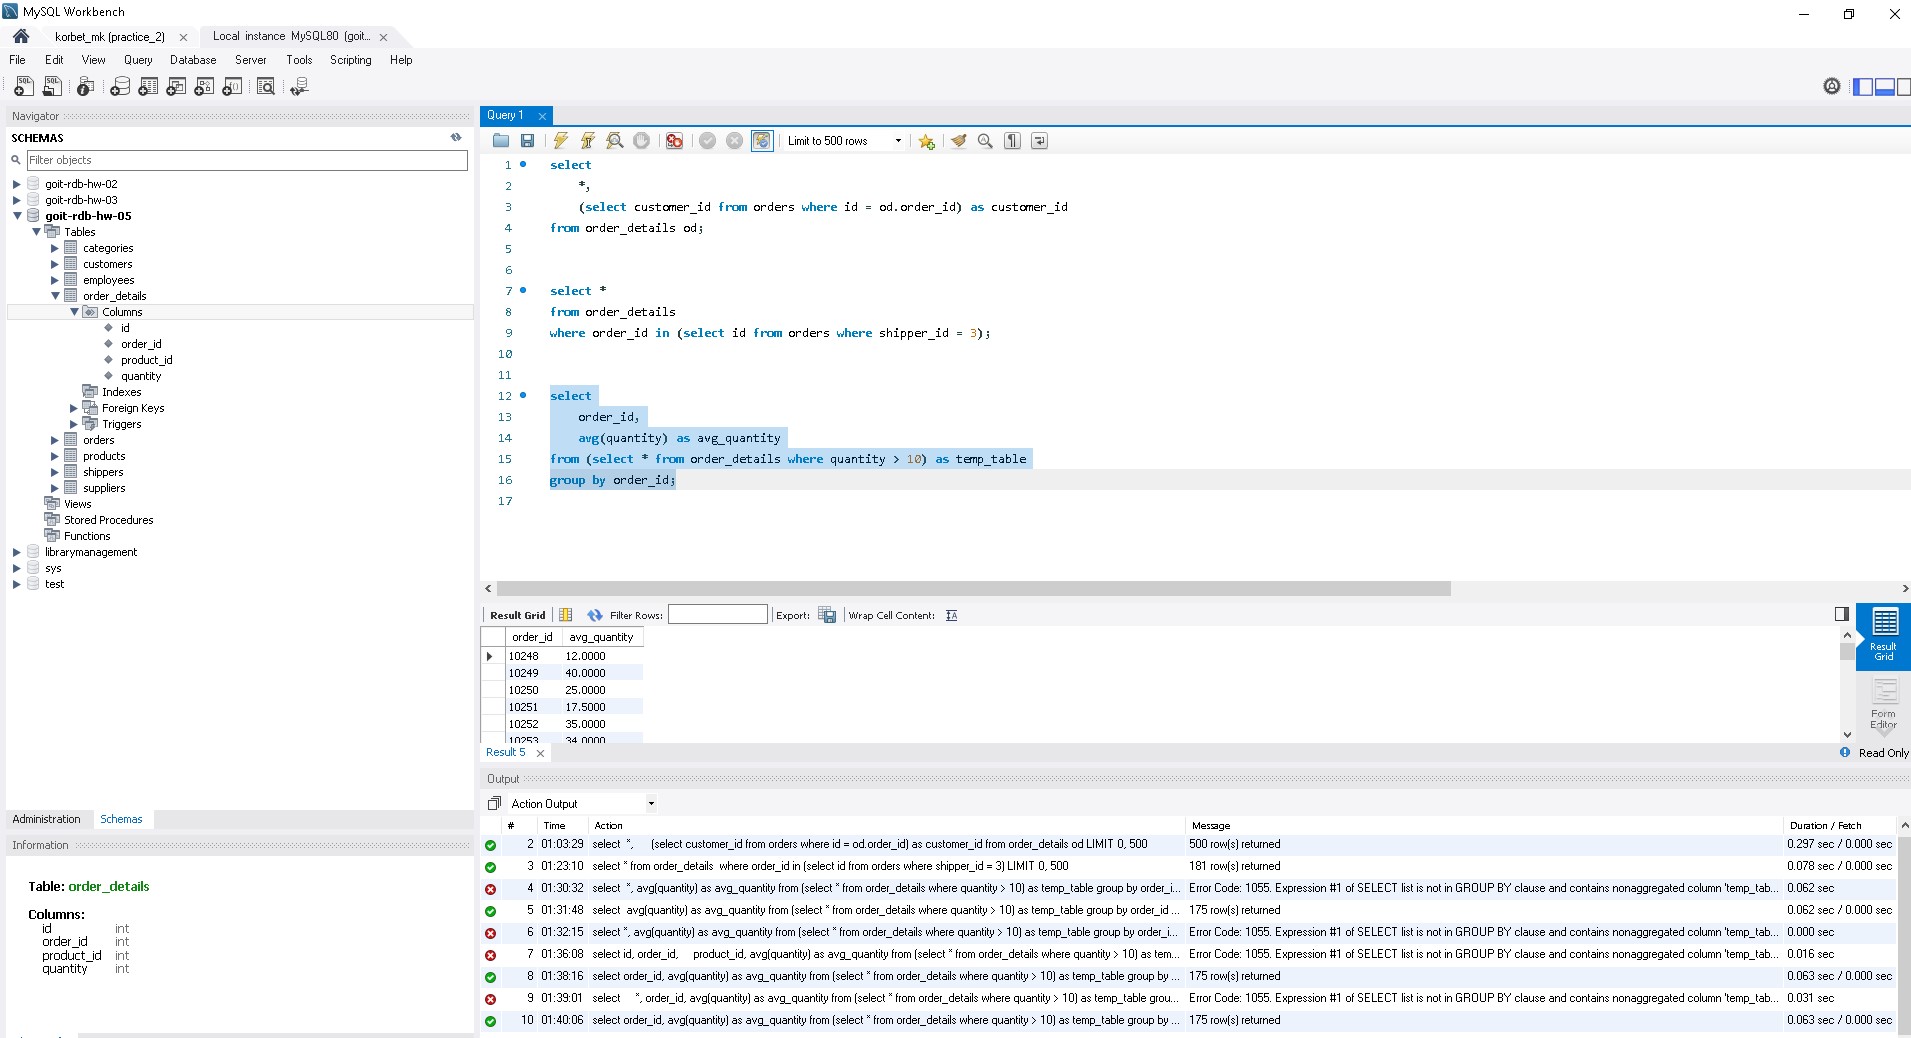 MySQL Workbench
korbet_mk (practice_2)
Local instance MySQL80 (goit...
File Edit View Query Database Server Tools Scripting Help
Navigator
SCHEMAS
Filter objects
goit-rdb-hw-02
goit-rdb-hw-03
goit-rdb-hw-05
Tables
categories
customers
employees
order_details
Columns
id
order_id
product_id
quantity
Indexes
Foreign Keys
Triggers
orders
products
shippers
suppliers
Views
Stored Procedures
Functions
librarymanagement
sys
test
Administration Schemas
Information
Table: order_details
Columns:
id int
order_id int
product_id int
quantity int
Query 1
Limit to 500 rows
1 select
2 *,
3 (select customer_id from orders where id = od.order_id) as customer_id
4 from order_details od;
5
6
7 select *
8 from order_details
9 where order_id in (select id from orders where shipper_id = 3);
10
11
12 select
13 order_id,
14 avg(quantity) as avg_quantity
15 from (select * from order_details where quantity > 10) as temp_table
16 group by order_id;
17
Result Grid Filter Rows: Export: Wrap Cell Content:
order_id avg_quantity
10248 12.0000
10249 40.0000
10250 25.0000
10251 17.5000
10252 35.0000
10253 34.0000
Result Grid
Form Editor
Result 5
Read Only
Output
Action Output
# Time Action Message Duration / Fetch
2 01:03:29 select *, (select customer_id from orders where id = od.order_id) as customer_id from order_details od LIMIT 0, 500 500 row(s) returned 0.297 sec / 0.000 sec
3 01:23:10 select * from order_details where order_id in (select id from orders where shipper_id = 3) LIMIT 0, 500 181 row(s) returned 0.078 sec / 0.000 sec
4 01:30:32 select *, avg(quantity) as avg_quantity from (select * from order_details where quantity > 10) as temp_table group by order_i... Error Code: 1055. Expression #1 of SELECT list is not in GROUP BY clause and contains nonaggregated column 'temp_tab... 0.062 sec
5 01:31:48 select avg(quantity) as avg_quantity from (select * from order_details where quantity > 10) as temp_table group by order_id ... 175 row(s) returned 0.062 sec / 0.000 sec
6 01:32:15 select *, avg(quantity) as avg_quantity from (select * from order_details where quantity > 10) as temp_table group by order_i... Error Code: 1055. Expression #1 of SELECT list is not in GROUP BY clause and contains nonaggregated column 'temp_tab... 0.000 sec
7 01:36:08 select id, order_id, product_id, avg(quantity) as avg_quantity from (select * from order_details where quantity > 10) as tem... Error Code: 1055. Expression #1 of SELECT list is not in GROUP BY clause and contains nonaggregated column 'temp_tab... 0.016 sec
8 01:38:16 select order_id, avg(quantity) as avg_quantity from (select * from order_details where quantity > 10) as temp_table group by ... 175 row(s) returned 0.063 sec / 0.000 sec
9 01:39:01 select *, order_id, avg(quantity) as avg_quantity from (select * from order_details where quantity > 10) as temp_table grou... Error Code: 1055. Expression #1 of SELECT list is not in GROUP BY clause and contains nonaggregated column 'temp_tab... 0.031 sec
10 01:40:06 select order_id, avg(quantity) as avg_quantity from (select * from order_details where quantity > 10) as temp_table group by ... 175 row(s) returned 0.063 sec / 0.000 sec